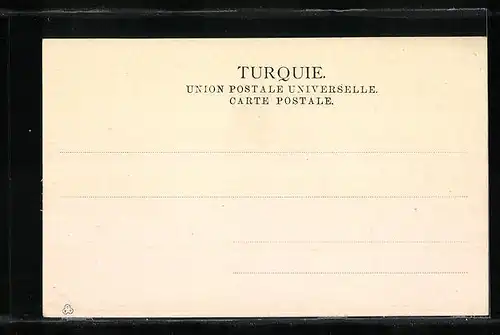 TURQUIE.
UNION POSTALE UNIVERSELLE.
CARTE POSTALE.